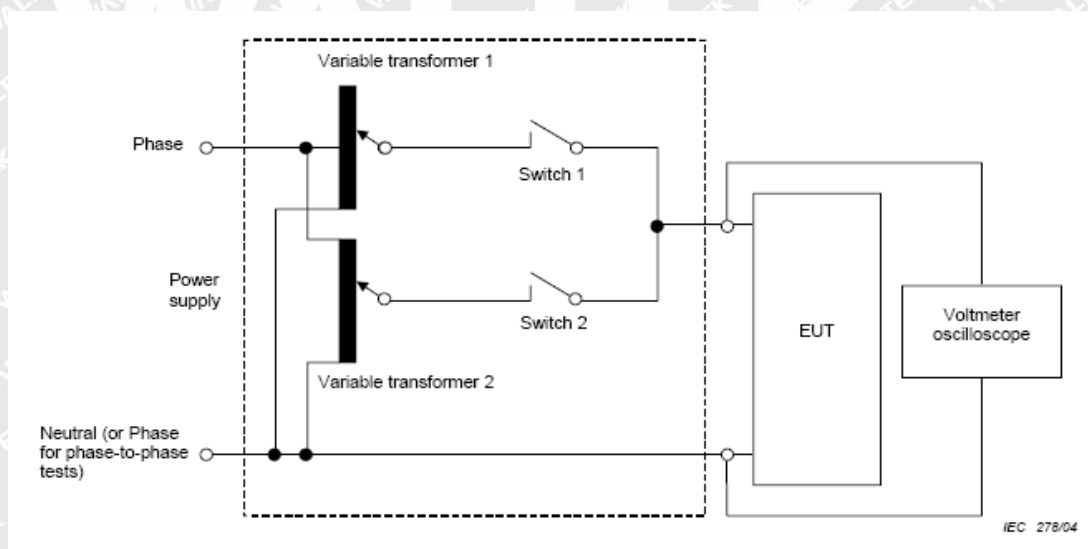 Variable transformer 1
Phase
Switch 1
Power
supply
Switch 2
EUT
Voltmeter
oscilloscope
Variable transformer 2
Neutral (or Phase
for phase-to-phase
tests)
IEC 278/04